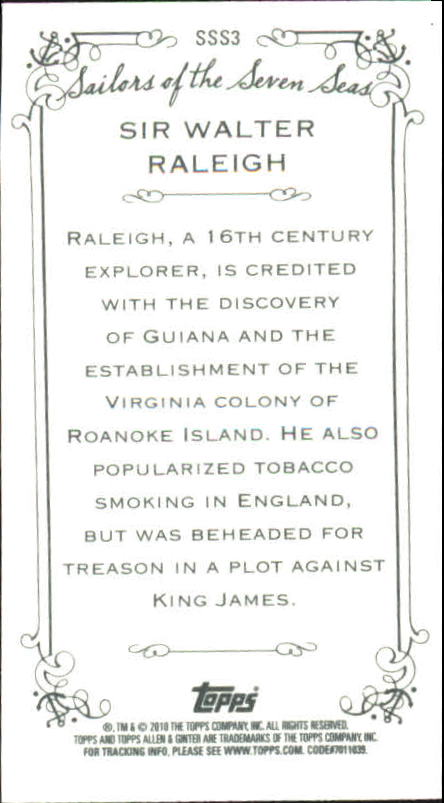 SSS3
Sailors of the Seven Seas
SIR WALTER
RALEIGH
RALEIGH, A 16TH CENTURY
EXPLORER, IS CREDITED
WITH THE DISCOVERY
OF GUIANA AND THE
ESTABLISHMENT OF THE
VIRGINIA COLONY OF
ROANOKE ISLAND. HE ALSO
POPULARIZED TOBACCO
SMOKING IN ENGLAND,
BUT WAS BEHEADED FOR
TREASON IN A PLOT AGAINST
KING JAMES.
topps
®, TM & © 2010 THE TOPPS COMPANY, INC. ALL RIGHTS RESERVED.
TOPPS AND TOPPS ALLEN & GINTER ARE TRADEMARKS OF THE TOPPS COMPANY, INC.
FOR TRACKING INFO, PLEASE SEE WWW.TOPPS.COM. CODE#7011039.